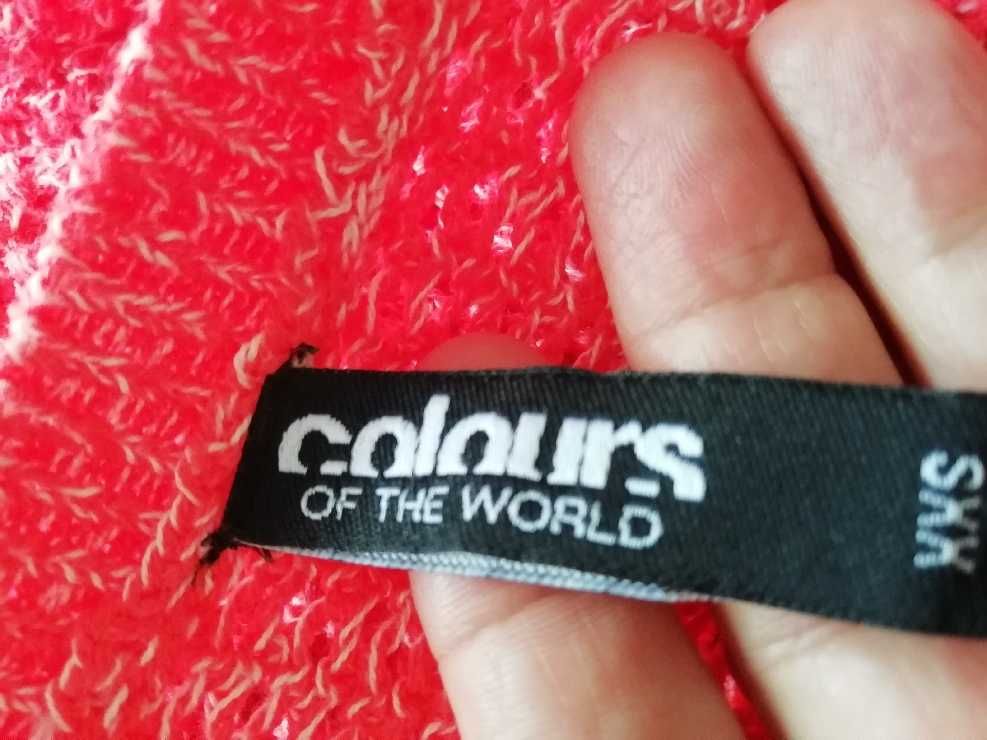 colours
OF THE WORLD
XXS